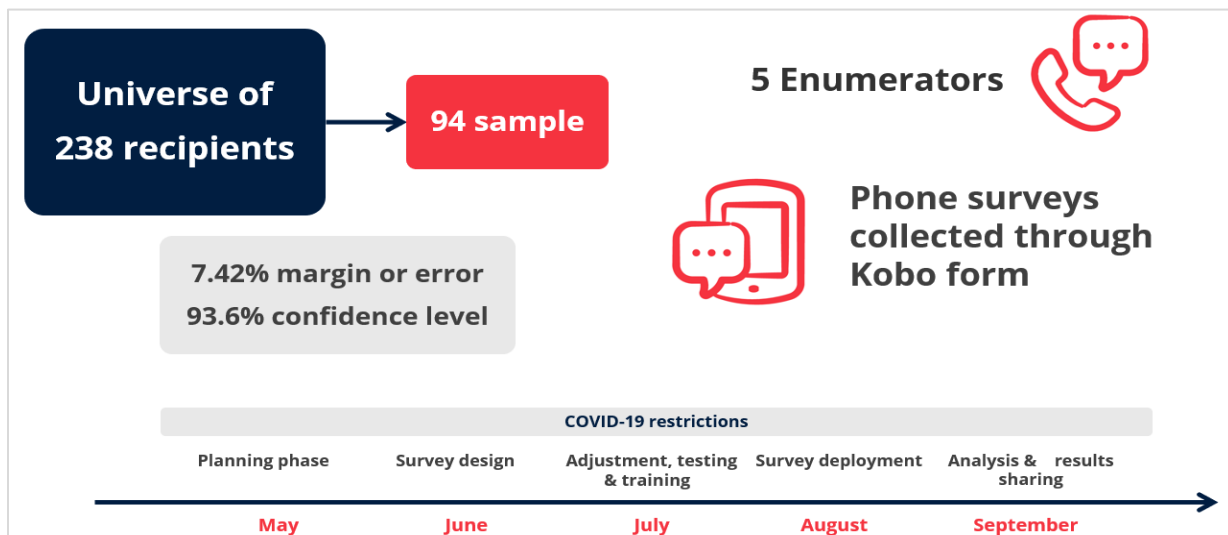 Universe of
238 recipients
94 sample
5 Enumerators
7.42% margin or error
93.6% confidence level
Phone surveys
collected through
Kobo form
COVID-19 restrictions
Planning phase
Survey design
Adjustment, testing
& training
Survey deployment
Analysis & results
sharing
May
June
July
August
September